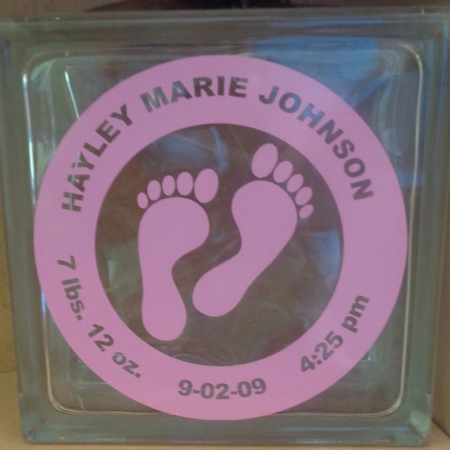 HAYLEY MARIE JOHNSON
7 lbs. 12 oz.
9-02-09
4:25 pm